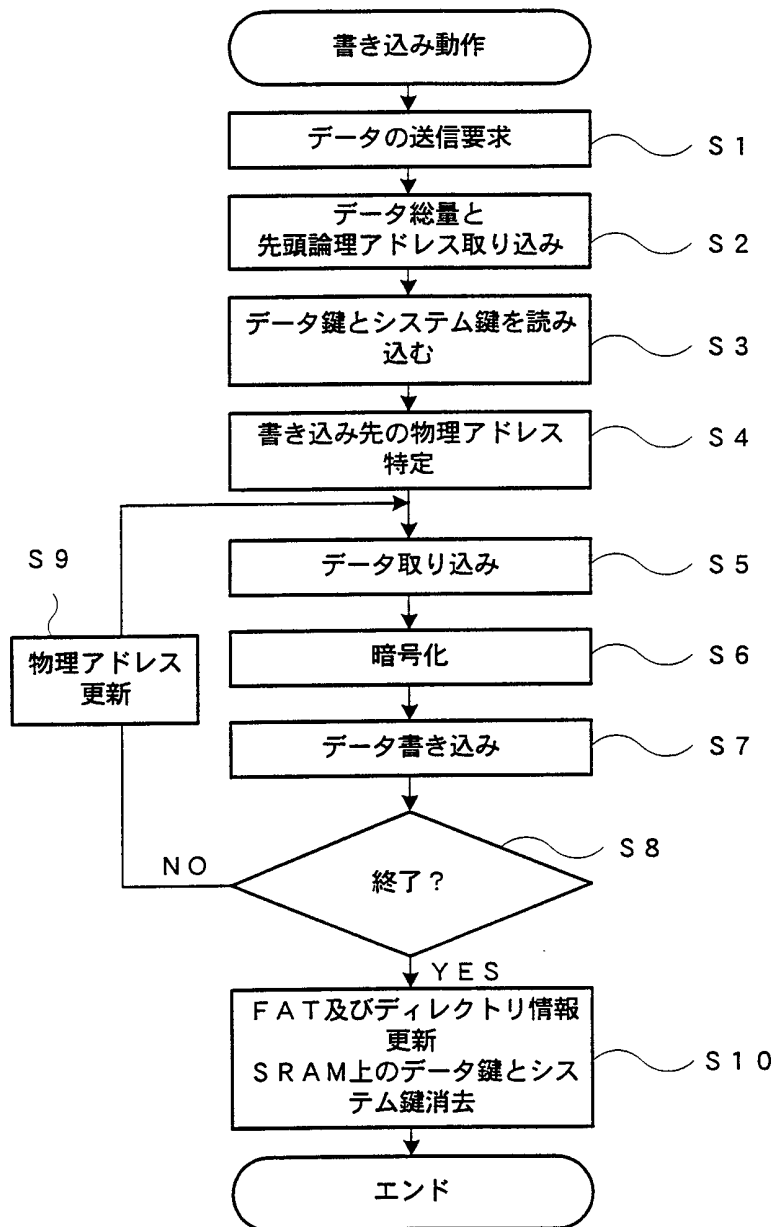 書き込み動作
データの送信要求
S1
データ総量と
先頭論理アドレス取り込み
S2
データ鍵とシステム鍵を読み
込む
S3
書き込み先の物理アドレス
特定
S4
S9
データ取り込み
S5
物理アドレス
更新
暗号化
S6
データ書き込み
S7
NO
終了?
S8
YES
FAT及びディレクトリ情報
更新
SRAM上のデータ鍵とシス
テム鍵消去
S10
エンド